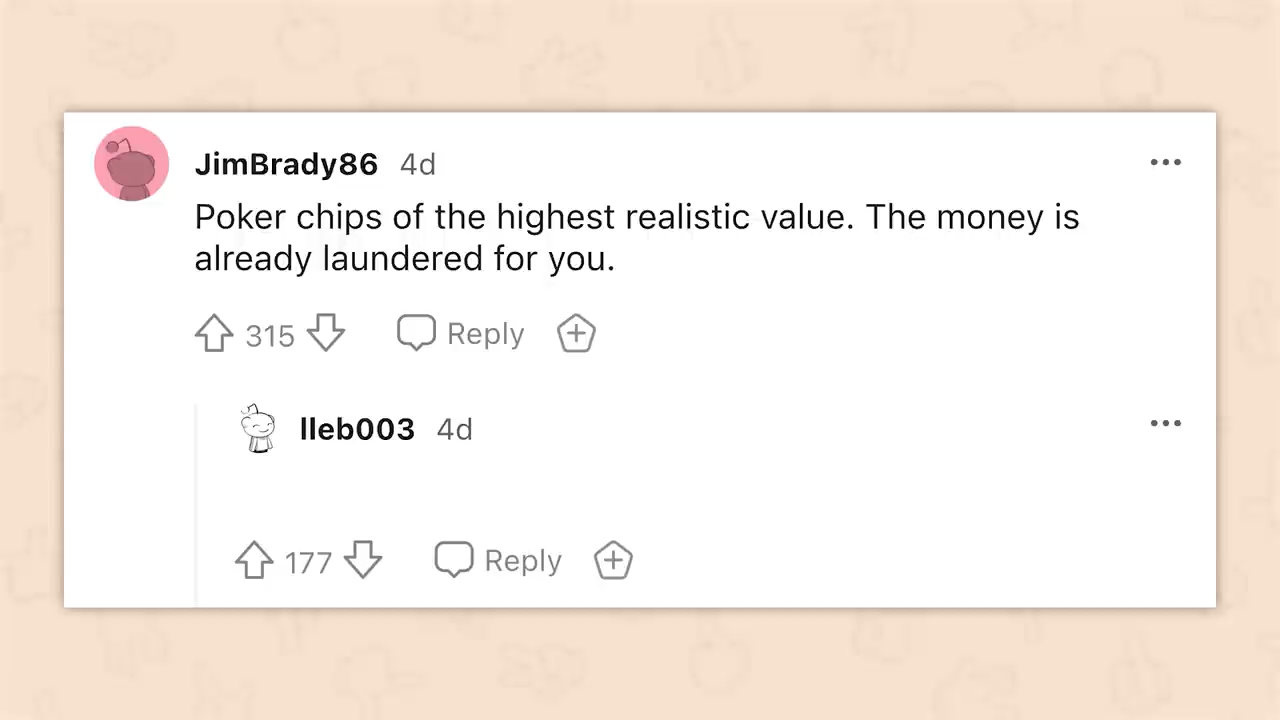 JimBrady86 4d
Poker chips of the highest realistic value. The money is
already laundered for you.
315 Reply
lleb003 4d
177 Reply